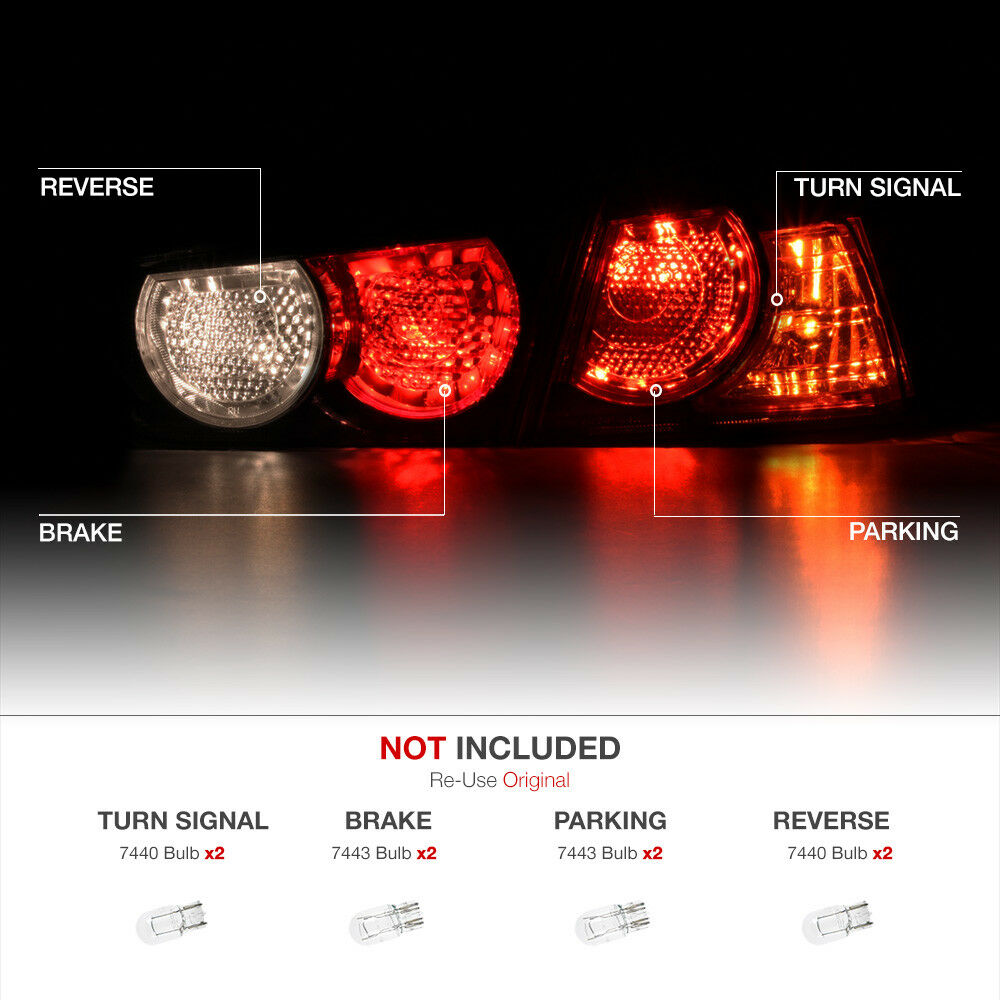 REVERSE
TURN SIGNAL
RH
BRAKE
PARKING
NOT INCLUDED
Re-Use Original
TURN SIGNAL
BRAKE
PARKING
REVERSE
7440 Bulb x2
7443 Bulb x2
7443 Bulb x2
7440 Bulb x2